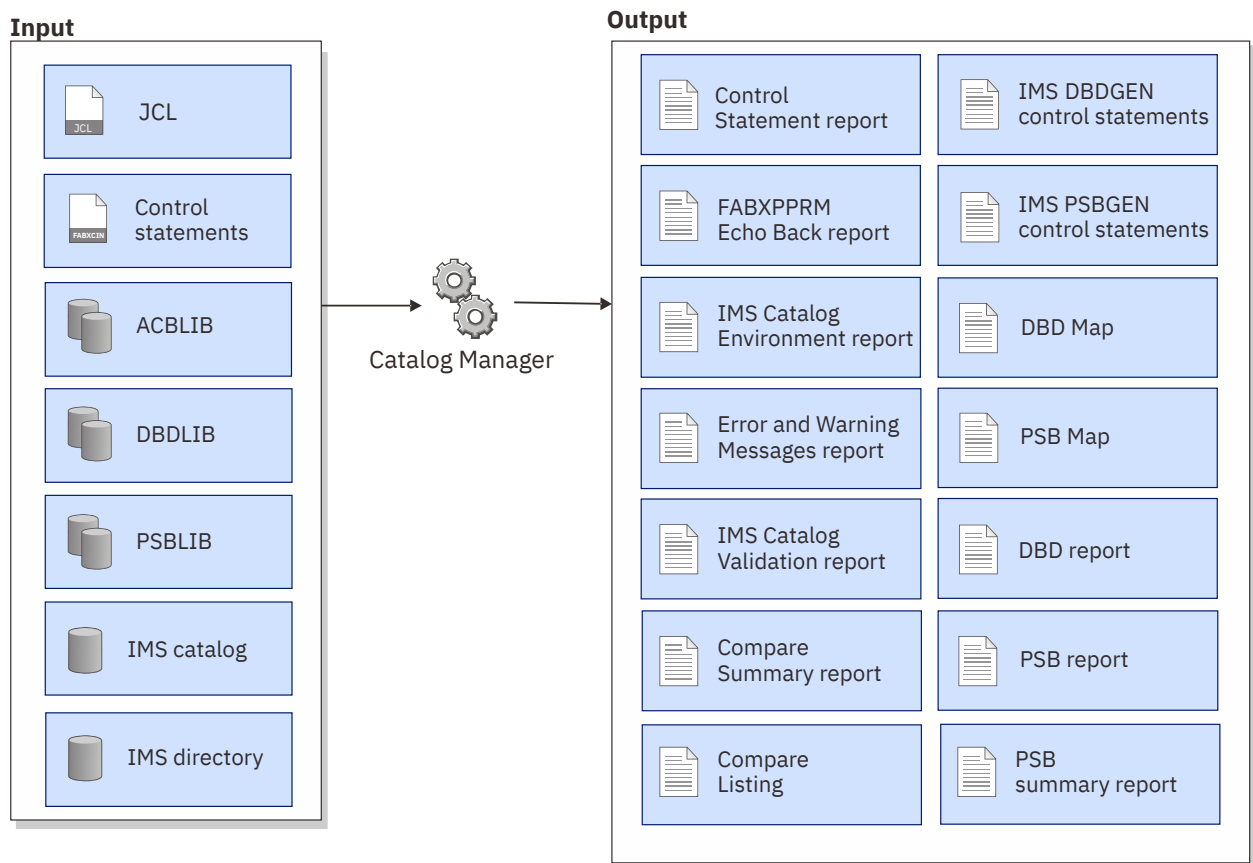 Input
JCL
JCL
FABXCIN
Control
statements
ACBLIB
DBDLIB
PSBLIB
IMS catalog
IMS directory
Catalog Manager
Output
Control
Statement report
FABXPPRM
Echo Back report
IMS Catalog
Environment report
Error and Warning
Messages report
IMS Catalog
Validation report
Compare
Summary report
Compare
Listing
IMS DBDGEN
control statements
IMS PSBGEN
control statements
DBD Map
PSB Map
DBD report
PSB report
PSB
summary report